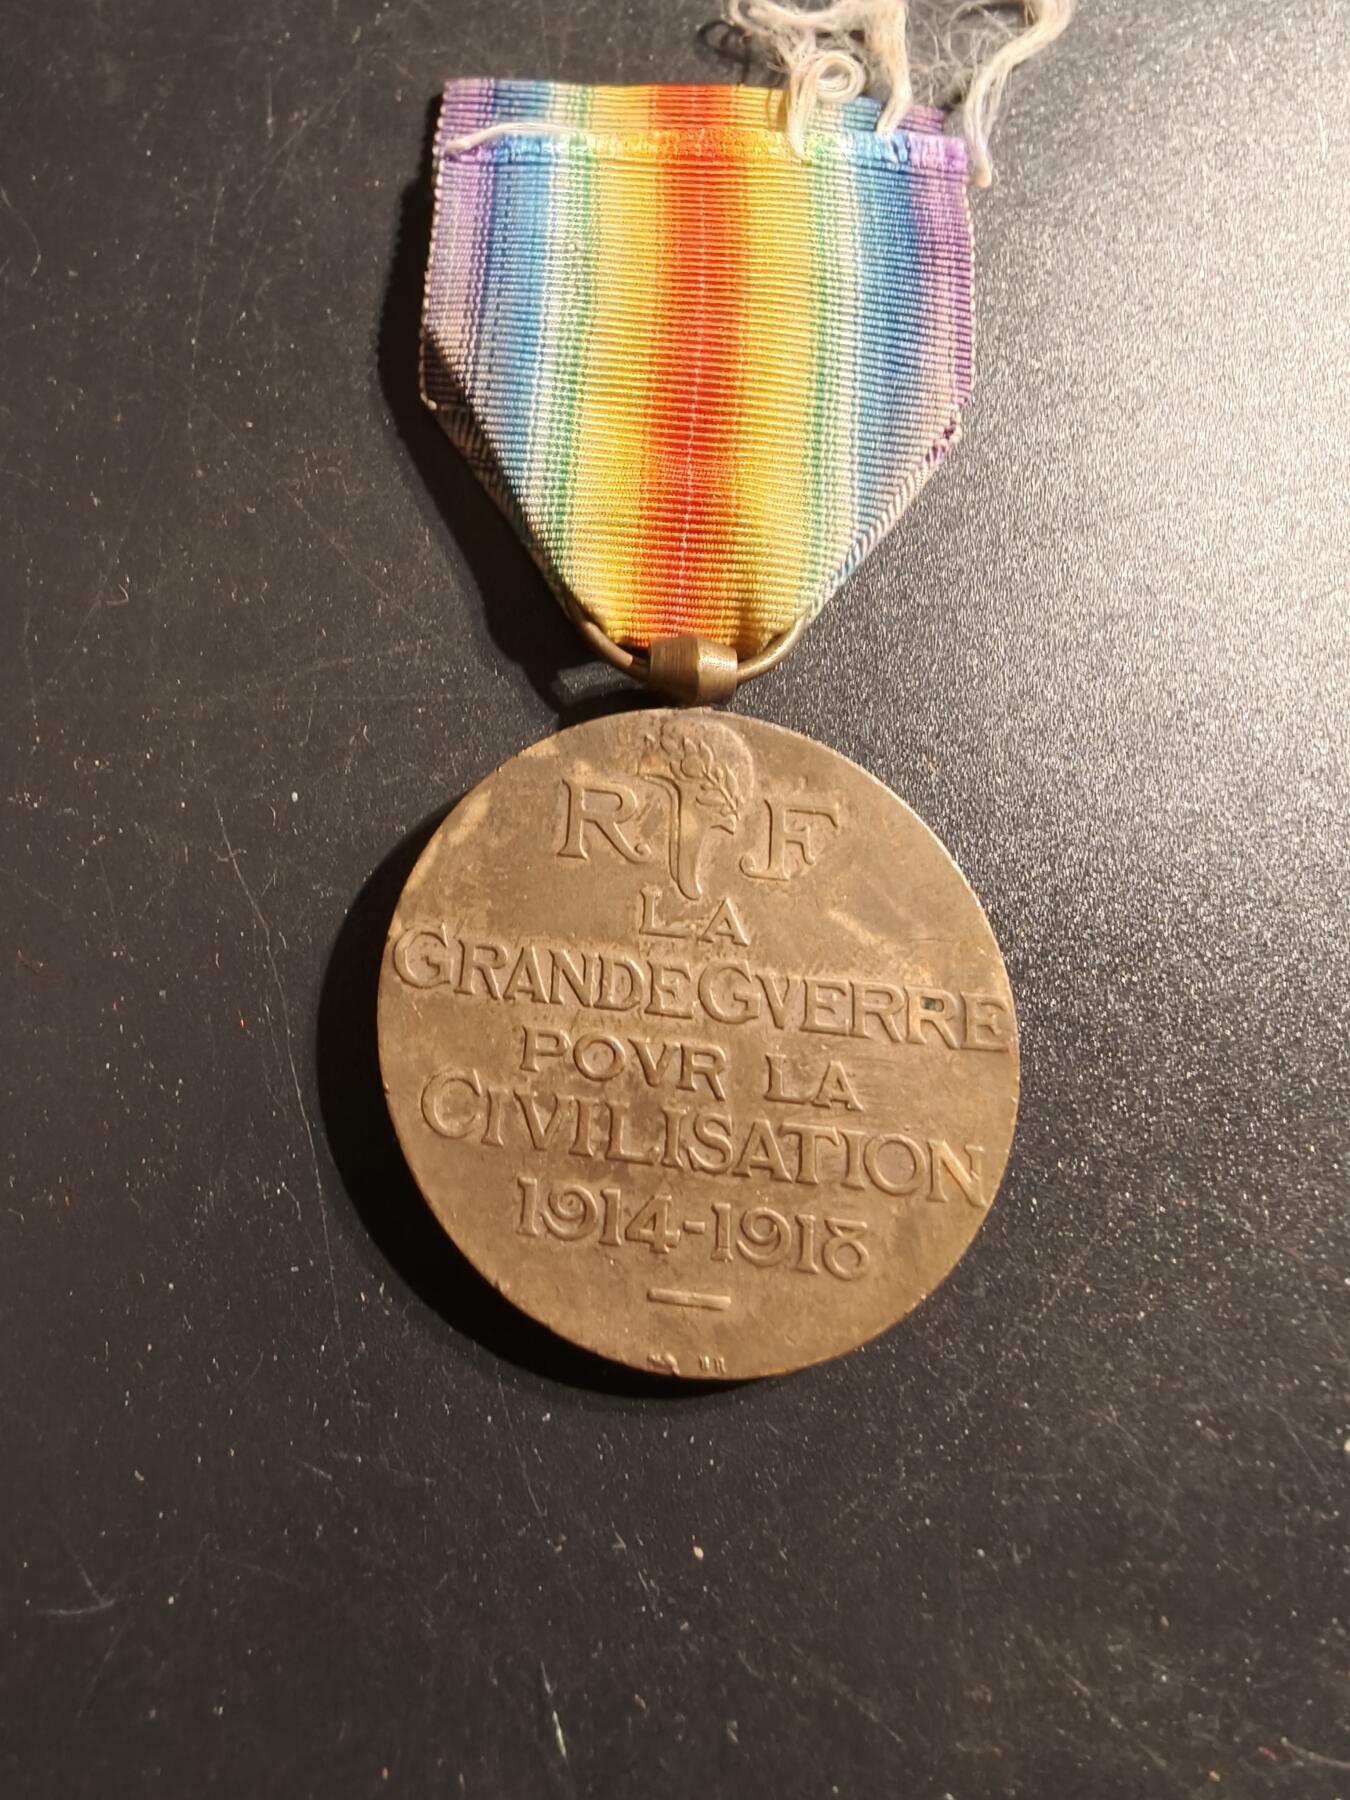 R F
LA
GRANDE GVERRE
POVR LA
CIVILISATION
1914-1918